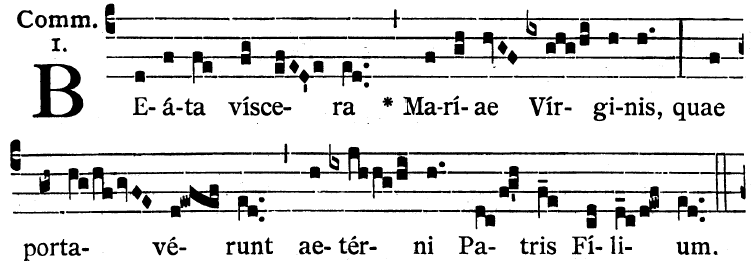 Comm.
1.
BE-á-ta vísce-ra * Ma-rí-ae Vír-gi-nis, quae
porta-vé-runt ae-tér-ni Pa-tris Fí-li-um.